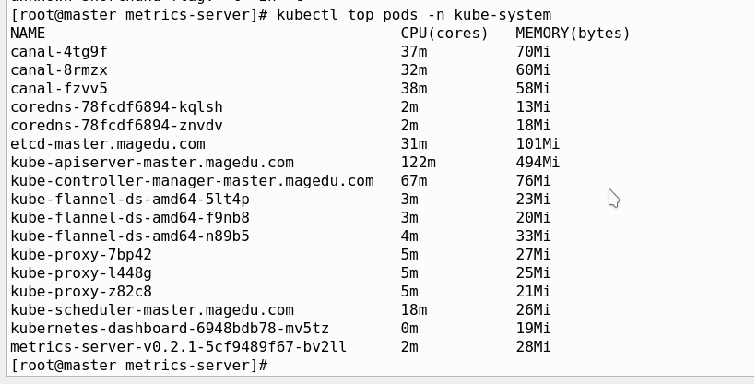 [root@master metrics-server]# kubectl top pods -n kube-system
NAME CPU(cores) MEMORY(bytes)
canal-4tg9f 37m 70Mi
canal-8rmzx 32m 60Mi
canal-fzvv5 38m 58Mi
coredns-78fcdf6894-kqlsh 2m 13Mi
coredns-78fcdf6894-znvdv 2m 18Mi
etcd-master.magedu.com 31m 101Mi
kube-apiserver-master.magedu.com 122m 494Mi
kube-controller-manager-master.magedu.com 67m 76Mi
kube-flannel-ds-amd64-5lt4p 3m 23Mi
kube-flannel-ds-amd64-f9nb8 3m 20Mi
kube-flannel-ds-amd64-n89b5 4m 33Mi
kube-proxy-7bp42 5m 27Mi
kube-proxy-l448g 5m 25Mi
kube-proxy-z82c8 5m 21Mi
kube-scheduler-master.magedu.com 18m 26Mi
kubernetes-dashboard-6948bdb78-mv5tz 0m 19Mi
metrics-server-v0.2.1-5cf9489f67-bv2ll 2m 28Mi
[root@master metrics-server]#